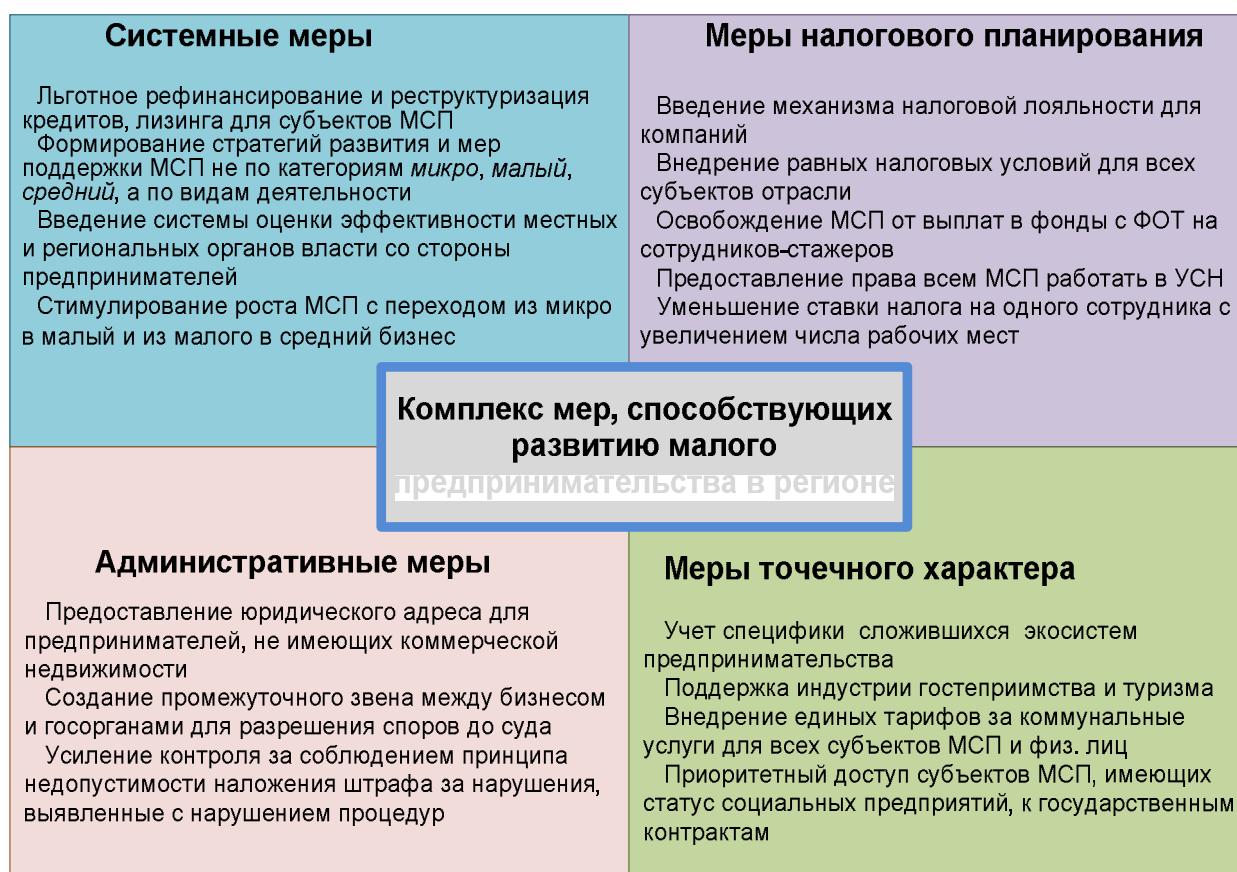 Системные меры
Льготное рефинансирование и реструктуризация
кредитов, лизинга для субъектов МСП
Формирование стратегий развития и мер
поддержки МСП не по категориям микро, малый,
средний, а по видам деятельности
Введение системы оценки эффективности местных
и региональных органов власти со стороны
предпринимателей
Стимулирование роста МСП с переходом из микро
в малый и из малого в средний бизнес
Меры налогового планирования
Введение механизма налоговой лояльности для
компаний
Внедрение равных налоговых условий для всех
субъектов отрасли
Освобождение МСП от выплат в фонды с ФОТ на
сотрудников-стажеров
Предоставление права всем МСП работать в УСН
Уменьшение ставки налога на одного сотрудника с
увеличением числа рабочих мест
Комплекс мер, способствующих
развитию малого
предпринимательства в регионе
Административные меры
Предоставление юридического адреса для
предпринимателей, не имеющих коммерческой
недвижимости
Создание промежуточного звена между бизнесом
и госорганами для разрешения споров до суда
Усиление контроля за соблюдением принципа
недопустимости наложения штрафа за нарушения,
выявленные с нарушением процедур
Меры точечного характера
Учет специфики сложившихся экосистем
предпринимательства
Поддержка индустрии гостеприимства и туризма
Внедрение единых тарифов за коммунальные
услуги для всех субъектов МСП и физ. лиц
Приоритетный доступ субъектов МСП, имеющих
статус социальных предприятий, к государственным
контрактам